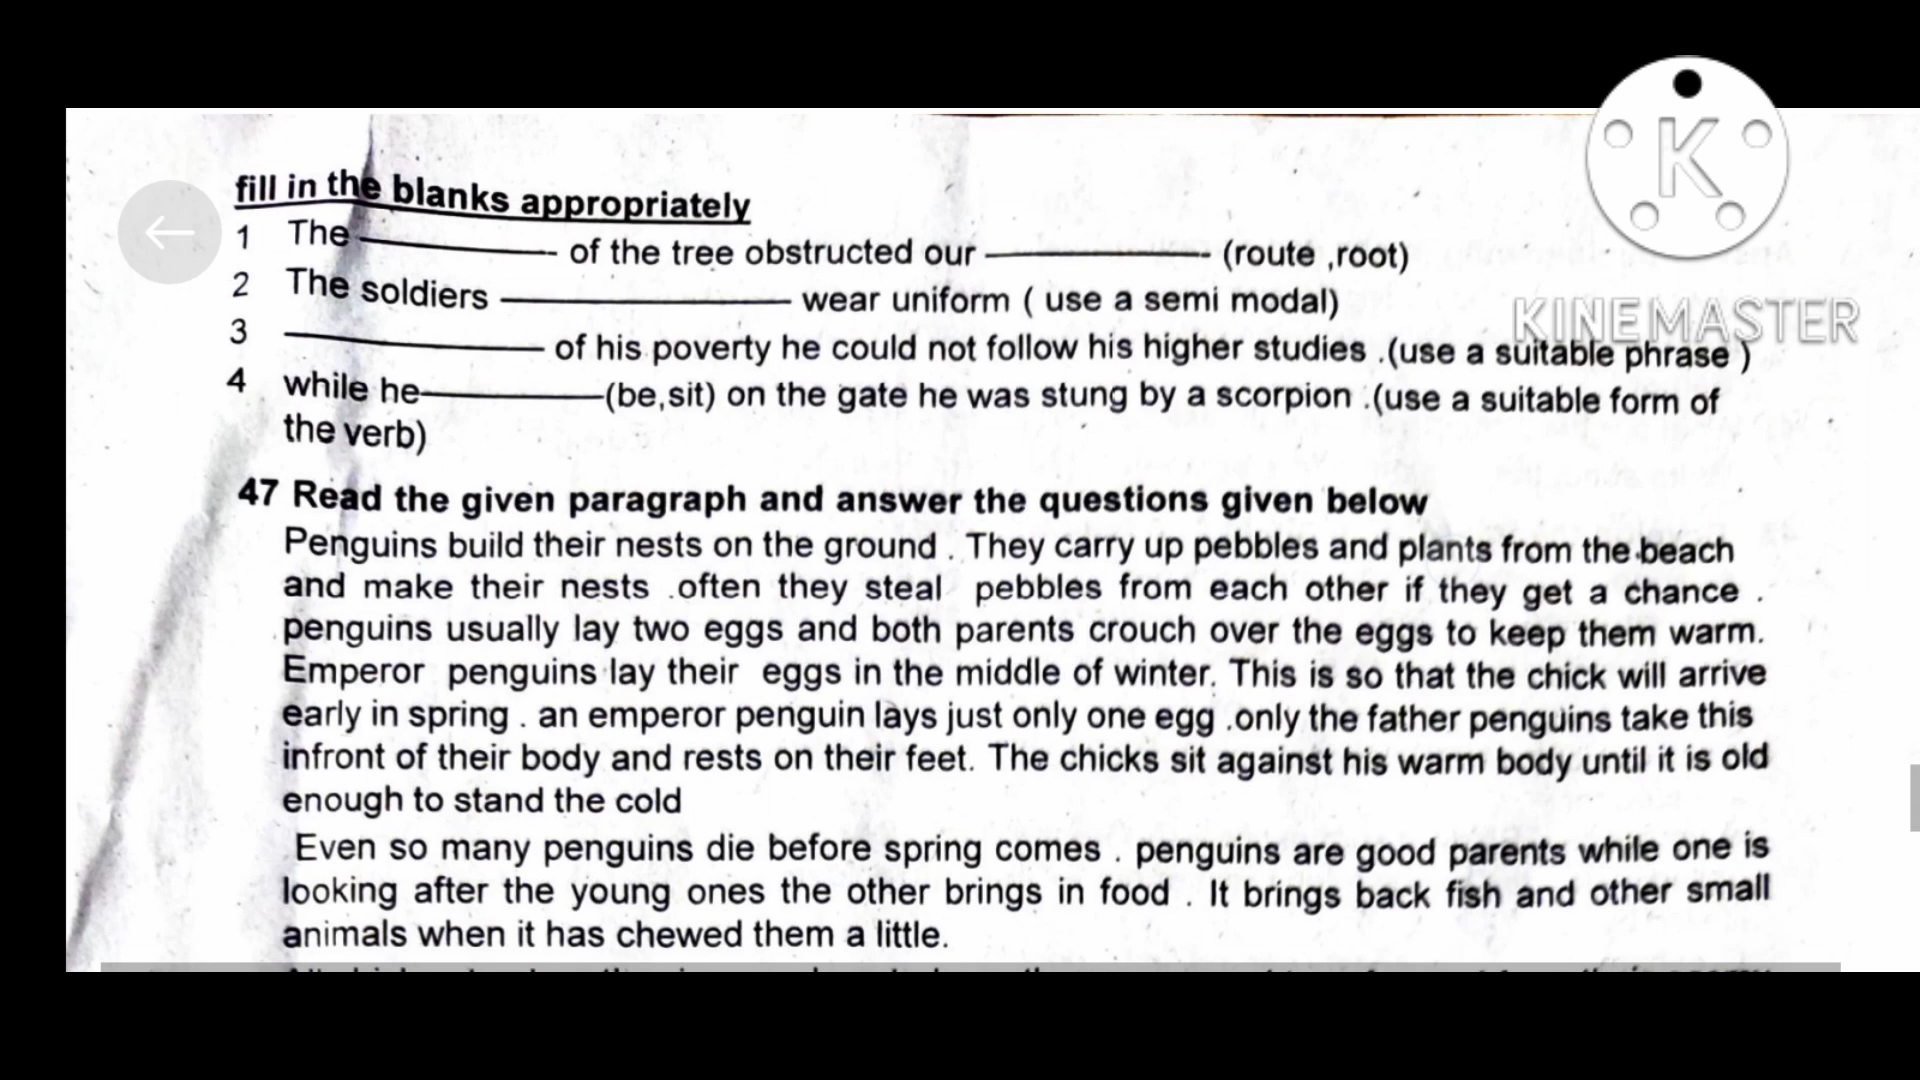 fill in the blanks appropriately
1 The ———— of the tree obstructed our ———— (route ,root)
2 The soldiers ———— wear uniform ( use a semi modal)
3 ———— of his poverty he could not follow his higher studies .(use a suitable phrase )
4 while he————(be,sit) on the gate he was stung by a scorpion .(use a suitable form of
the verb)
K
KINEMASTER
47 Read the given paragraph and answer the questions given below
Penguins build their nests on the ground . They carry up pebbles and plants from the beach
and make their nests .often they steal pebbles from each other if they get a chance .
penguins usually lay two eggs and both parents crouch over the eggs to keep them warm.
Emperor penguins lay their eggs in the middle of winter. This is so that the chick will arrive
early in spring . an emperor penguin lays just only one egg .only the father penguins take this
infront of their body and rests on their feet. The chicks sit against his warm body until it is old
enough to stand the cold
Even so many penguins die before spring comes . penguins are good parents while one is
looking after the young ones the other brings in food . It brings back fish and other small
animals when it has chewed them a little.